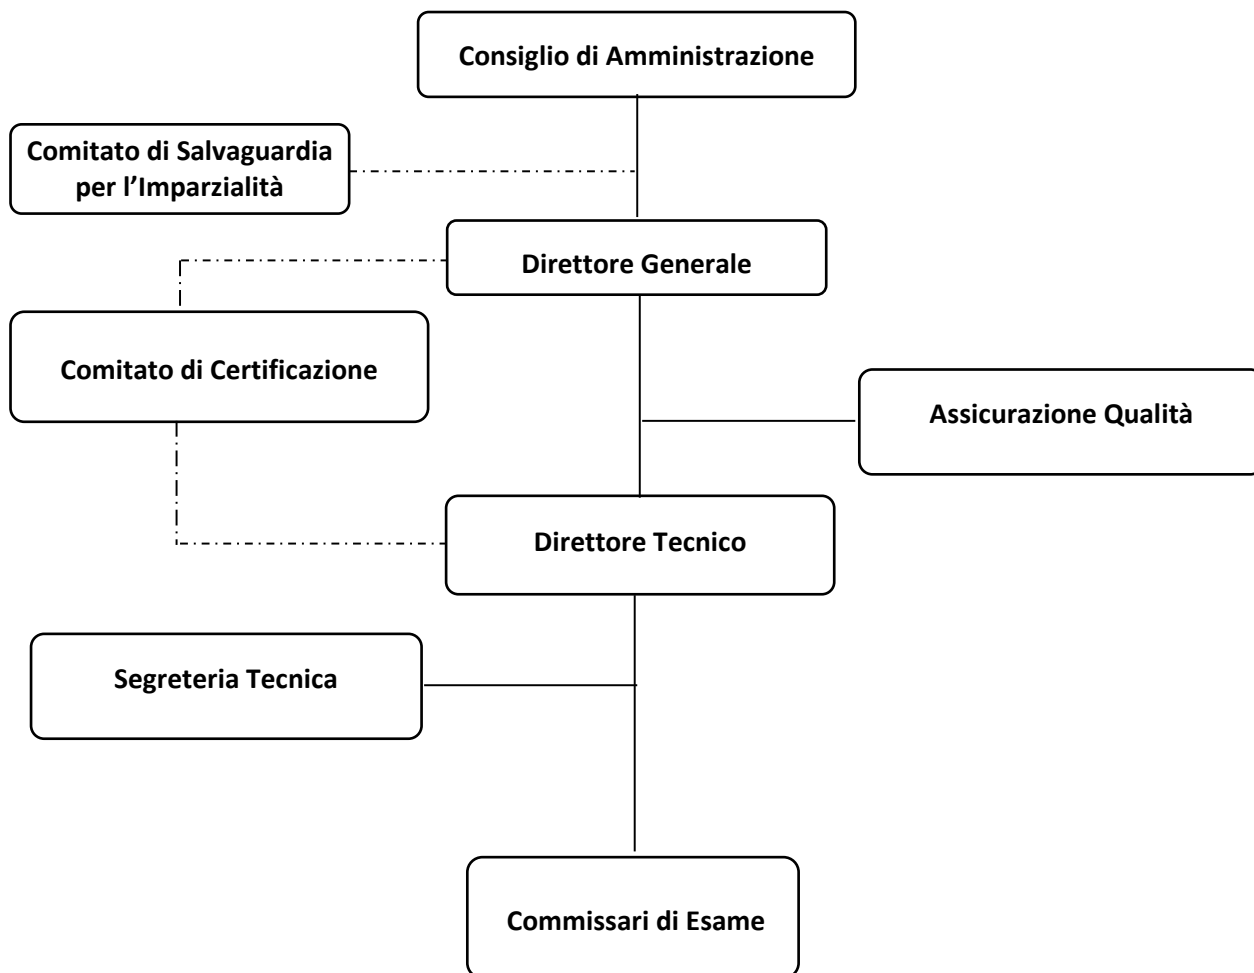 Consiglio di Amministrazione
Comitato di Salvaguardia
per l’Imparzialità
Direttore Generale
Comitato di Certificazione
Assicurazione Qualità
Direttore Tecnico
Segreteria Tecnica
Commissari di Esame